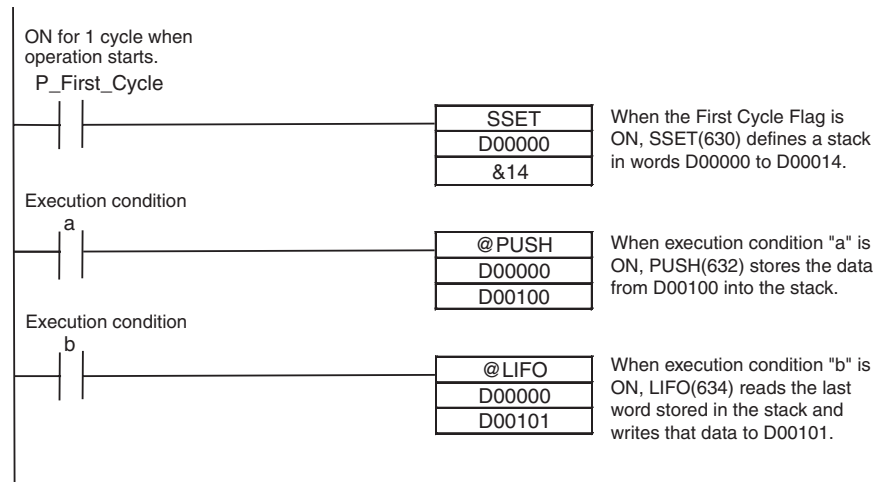 ON for 1 cycle when
operation starts.
P_First_Cycle
SSET
D00000
&14
When the First Cycle Flag is
ON, SSET(630) defines a stack
in words D00000 to D00014.
Execution condition
a
@PUSH
D00000
D00100
When execution condition "a" is
ON, PUSH(632) stores the data
from D00100 into the stack.
Execution condition
b
@LIFO
D00000
D00101
When execution condition "b" is
ON, LIFO(634) reads the last
word stored in the stack and
writes that data to D00101.